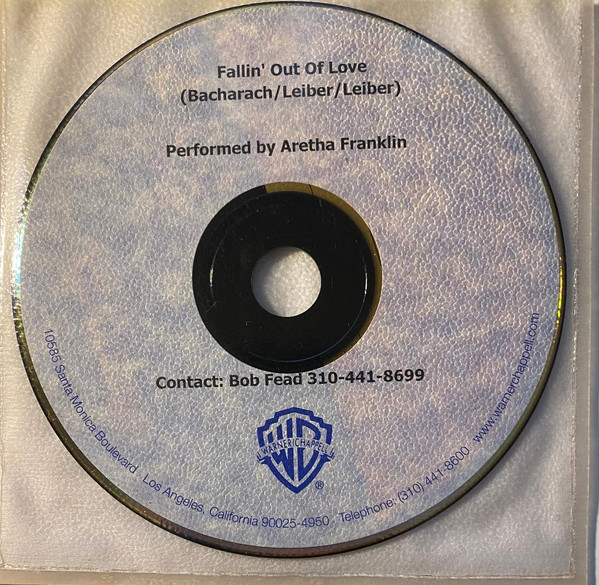 Fallin' Out Of Love
(Bacharach/Leiber/Leiber)
Performed by Aretha Franklin
Contact: Bob Fead 310-441-8699
WB
WARNER/CHAPPELL
®
10585 Santa Monica Boulevard · Los Angeles, California 90025-4950 · Telephone: (310) 441-8600 · www.warnerchappell.com